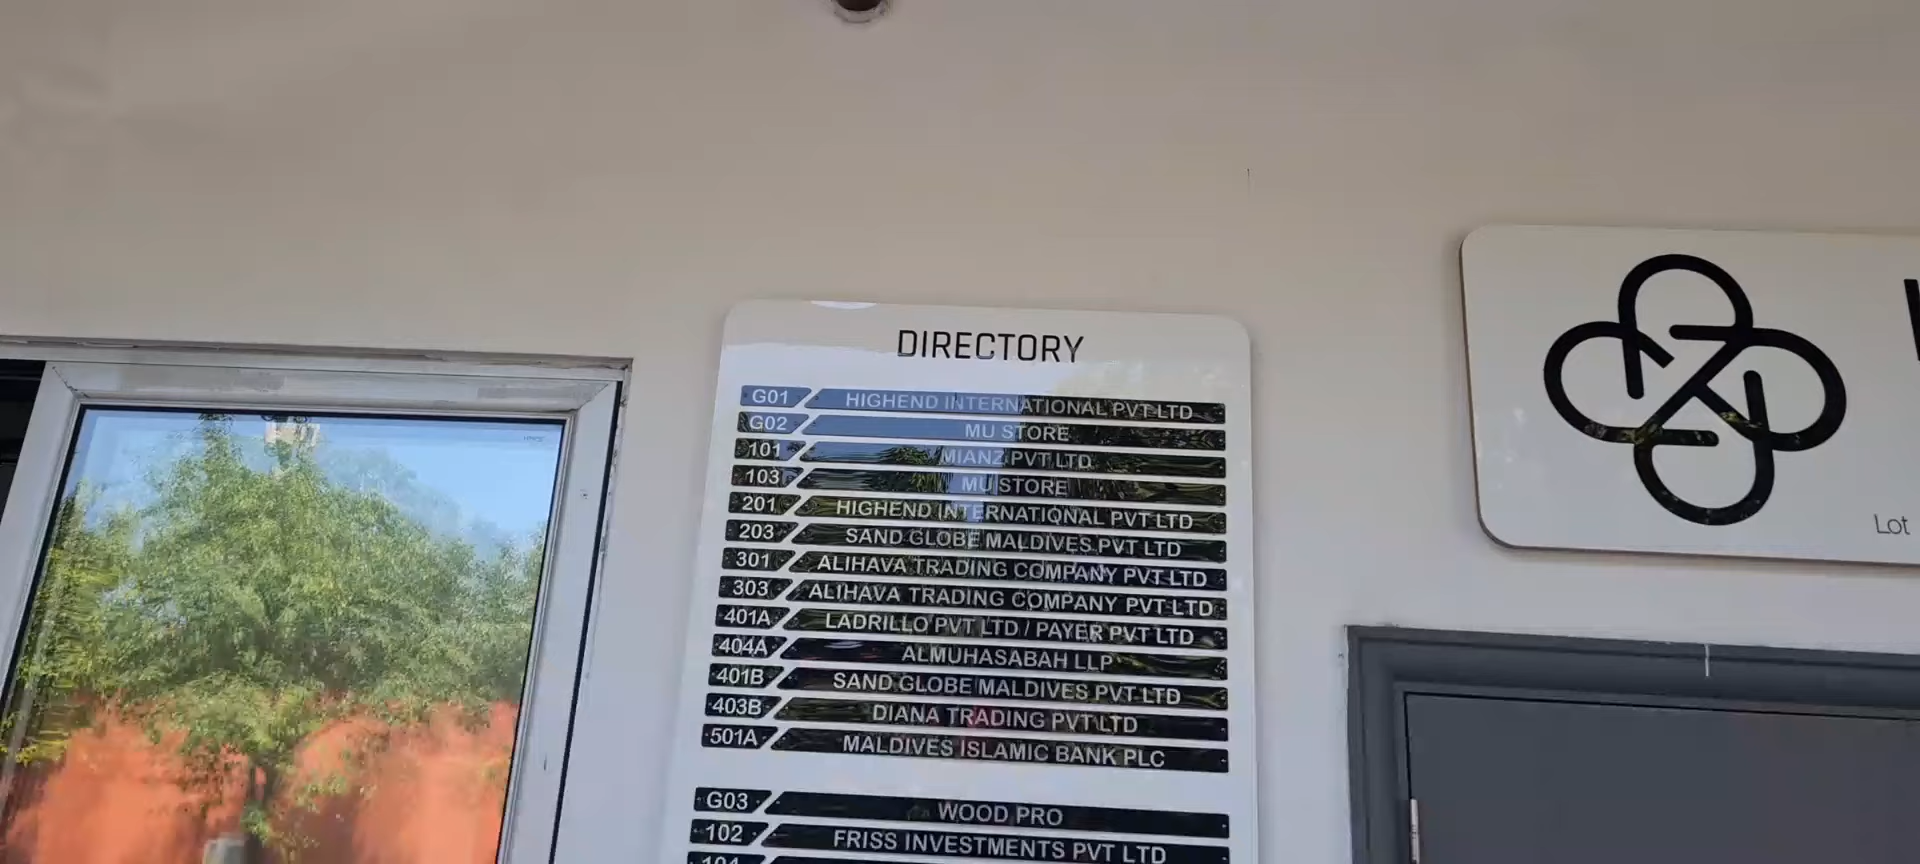 DIRECTORY
G01 HIGHEND INTERNATIONAL PVT LTD
G02 MU STORE
101 MIANZ PVT LTD
103 MU STORE
201 HIGHEND INTERNATIONAL PVT LTD
203 SAND GLOBE MALDIVES PVT LTD
301 ALIHAVA TRADING COMPANY PVT LTD
303 ALIHAVA TRADING COMPANY PVT LTD
401A LADRILLO PVT LTD / PAYER PVT LTD
404A ALMUHASABAH LLP
401B SAND GLOBE MALDIVES PVT LTD
403B DIANA TRADING PVT LTD
501A MALDIVES ISLAMIC BANK PLC
G03 WOOD PRO
102 FRISS INVESTMENTS PVT LTD
Lot